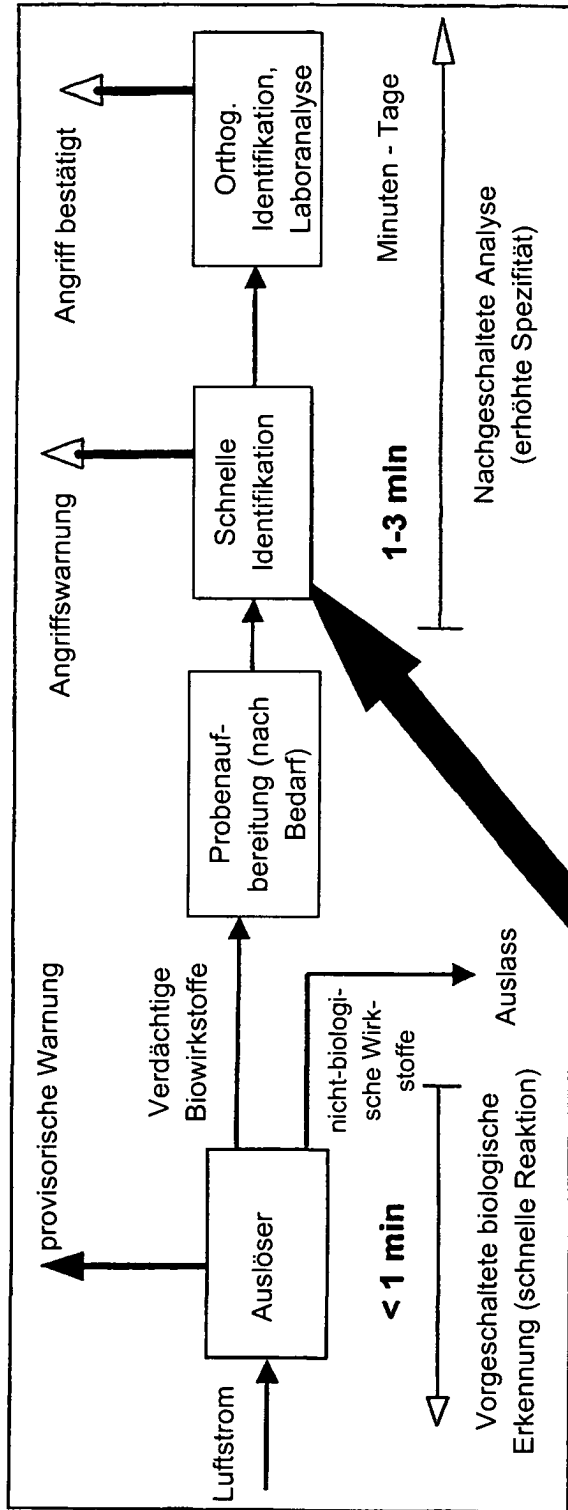 Luftstrom
provisorische Warnung
Auslöser
< 1 min
Vorgeschaltete biologische
Erkennung (schnelle Reaktion)
Verdächtige
Biowirkstoffe
nicht-biologi-
sche Wirk-
stoffe
Auslass
Probenauf-
bereitung (nach
Bedarf)
Angriffswarnung
Schnelle
Identifikation
1-3 min
Angriff bestätigt
Orthog.
Identifikation,
Laboranalyse
Minuten - Tage
Nachgeschaltete Analyse
(erhöhte Spezifität)